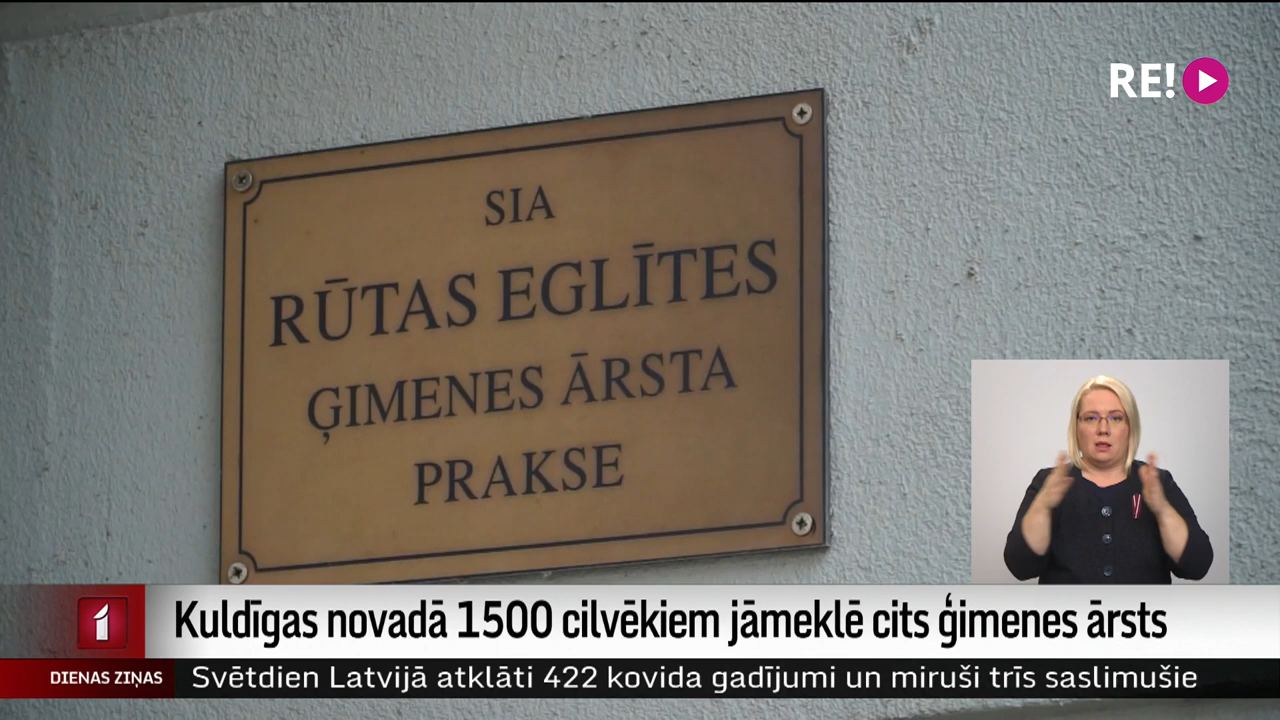 RE!
SIA
RŪTAS EGLĪTES
ĢIMENES ĀRSTA
PRAKSE
1
Kuldīgas novadā 1500 cilvēkiem jāmeklē cits ģimenes ārsts
DIENAS ZIŅAS
Svētdien Latvijā atklāti 422 kovida gadījumi un miruši trīs saslimušie